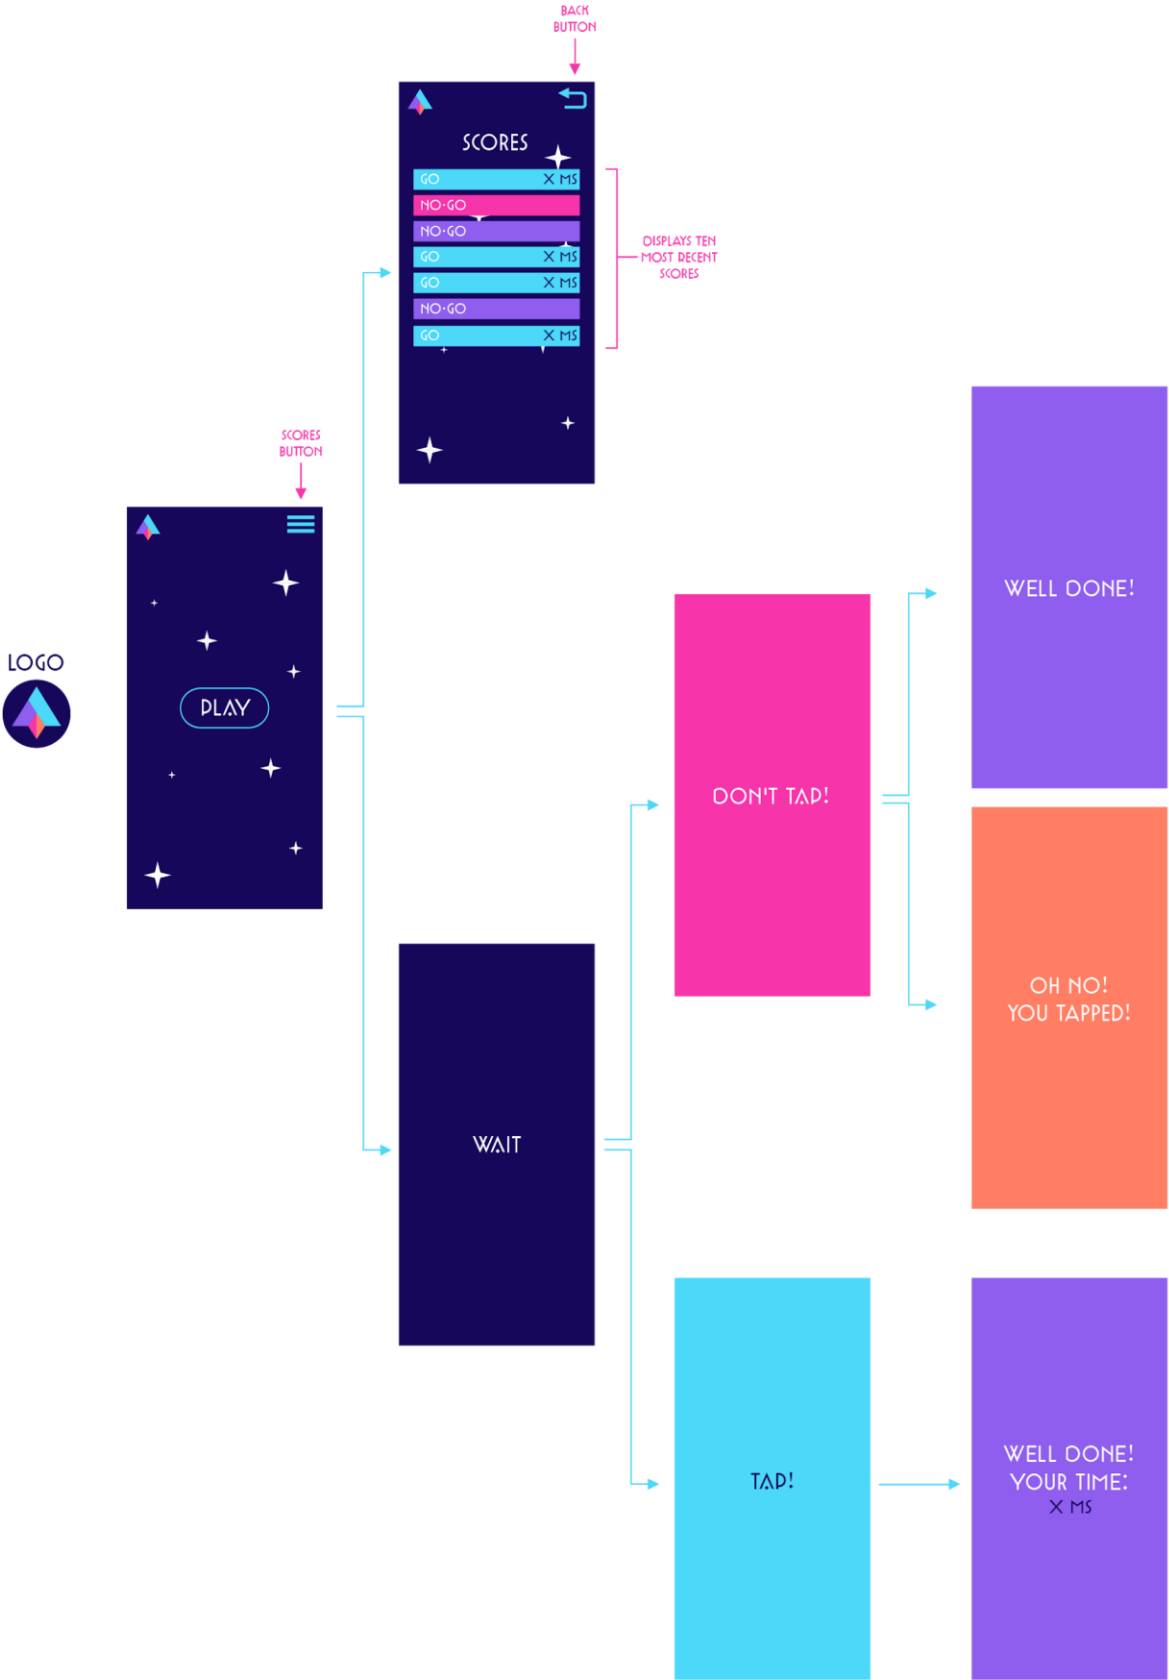 BACK
BUTTON
SCORES
GO X MS
NO·GO
NO·GO
GO X MS
GO X MS
NO·GO
GO X MS
DISPLAYS TEN
MOST RECENT
SCORES
SCORES
BUTTON
LOGO
PLAY
WAIT
DON'T TAP!
WELL DONE!
OH NO!
YOU TAPPED!
TAP!
WELL DONE!
YOUR TIME:
X MS